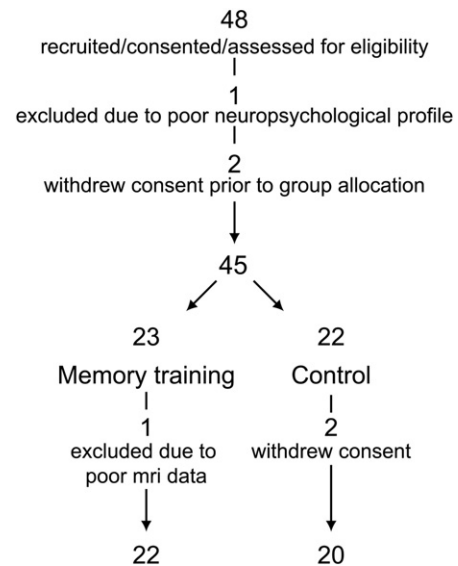 48
recruited/consented/assessed for eligibility
1
excluded due to poor neuropsychological profile
2
withdrew consent prior to group allocation
45
23
22
Memory training
Control
1
2
excluded due to
poor mri data
withdrew consent
22
20